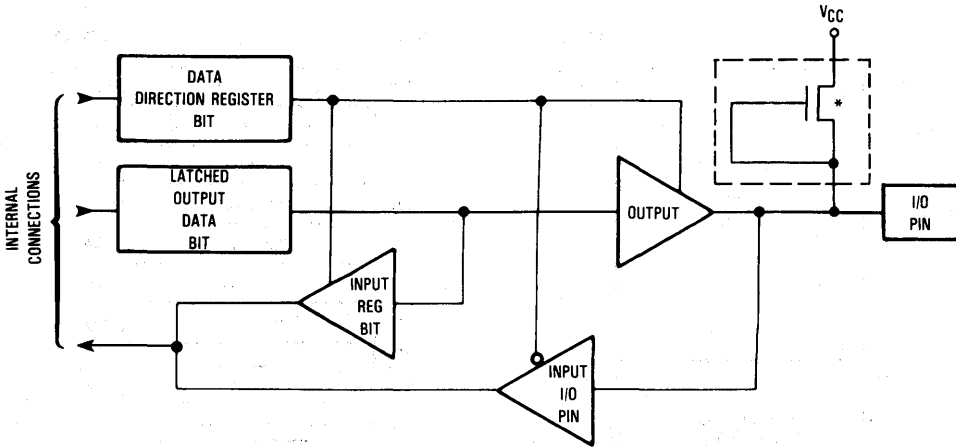 VCC
DATA
DIRECTION REGISTER
BIT
*
LATCHED
OUTPUT
DATA
BIT
OUTPUT
I/O
PIN
INTERNAL
CONNECTIONS
INPUT
REG
BIT
INPUT
I/O
PIN